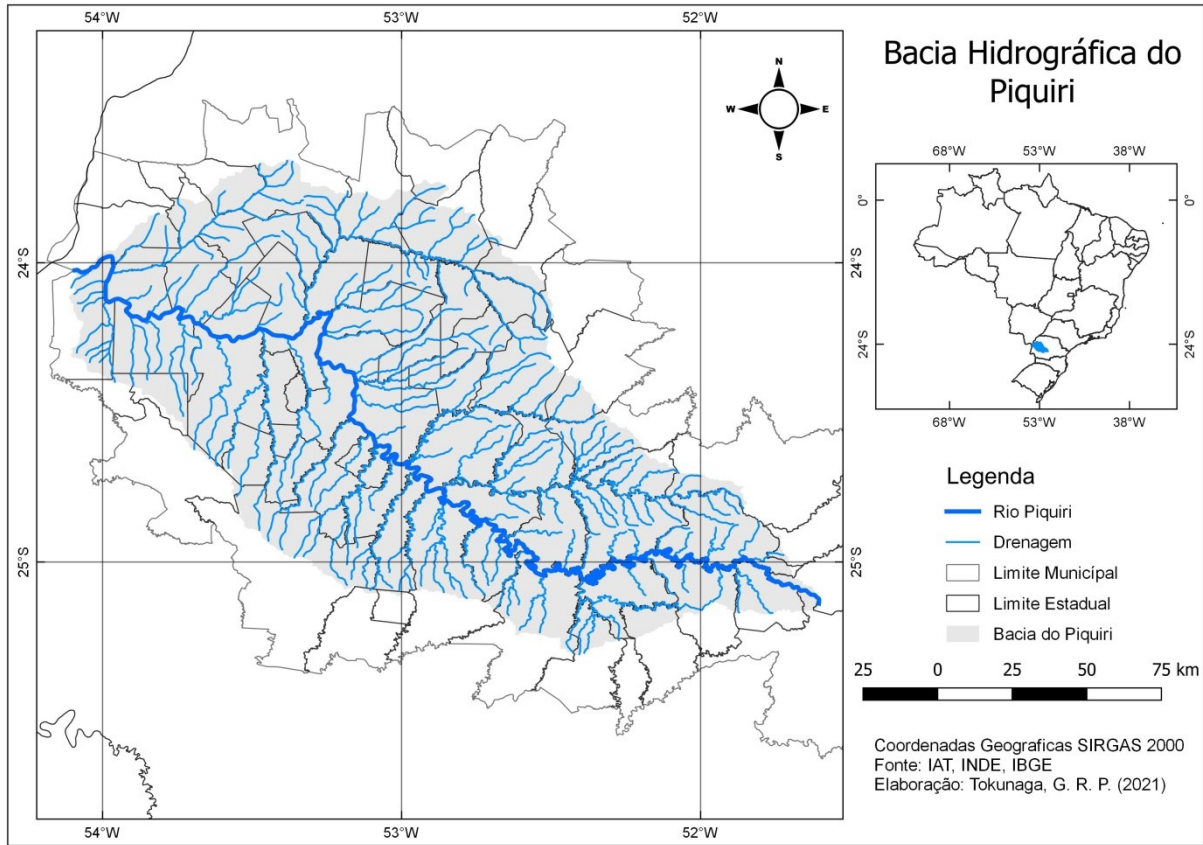 54°W 53°W 52°W
24°S 24°S
25°S 25°S
54°W 53°W 52°W
N
W E
S
Bacia Hidrográfica do
Piquiri
68°W 53°W 38°W
0° 0°
24°S 24°S
68°W 53°W 38°W
Legenda
Rio Piquiri
Drenagem
Limite Municípal
Limite Estadual
Bacia do Piquiri
25 0 25 50 75 km
Coordenadas Geograficas SIRGAS 2000
Fonte: IAT, INDE, IBGE
Elaboração: Tokunaga, G. R. P. (2021)